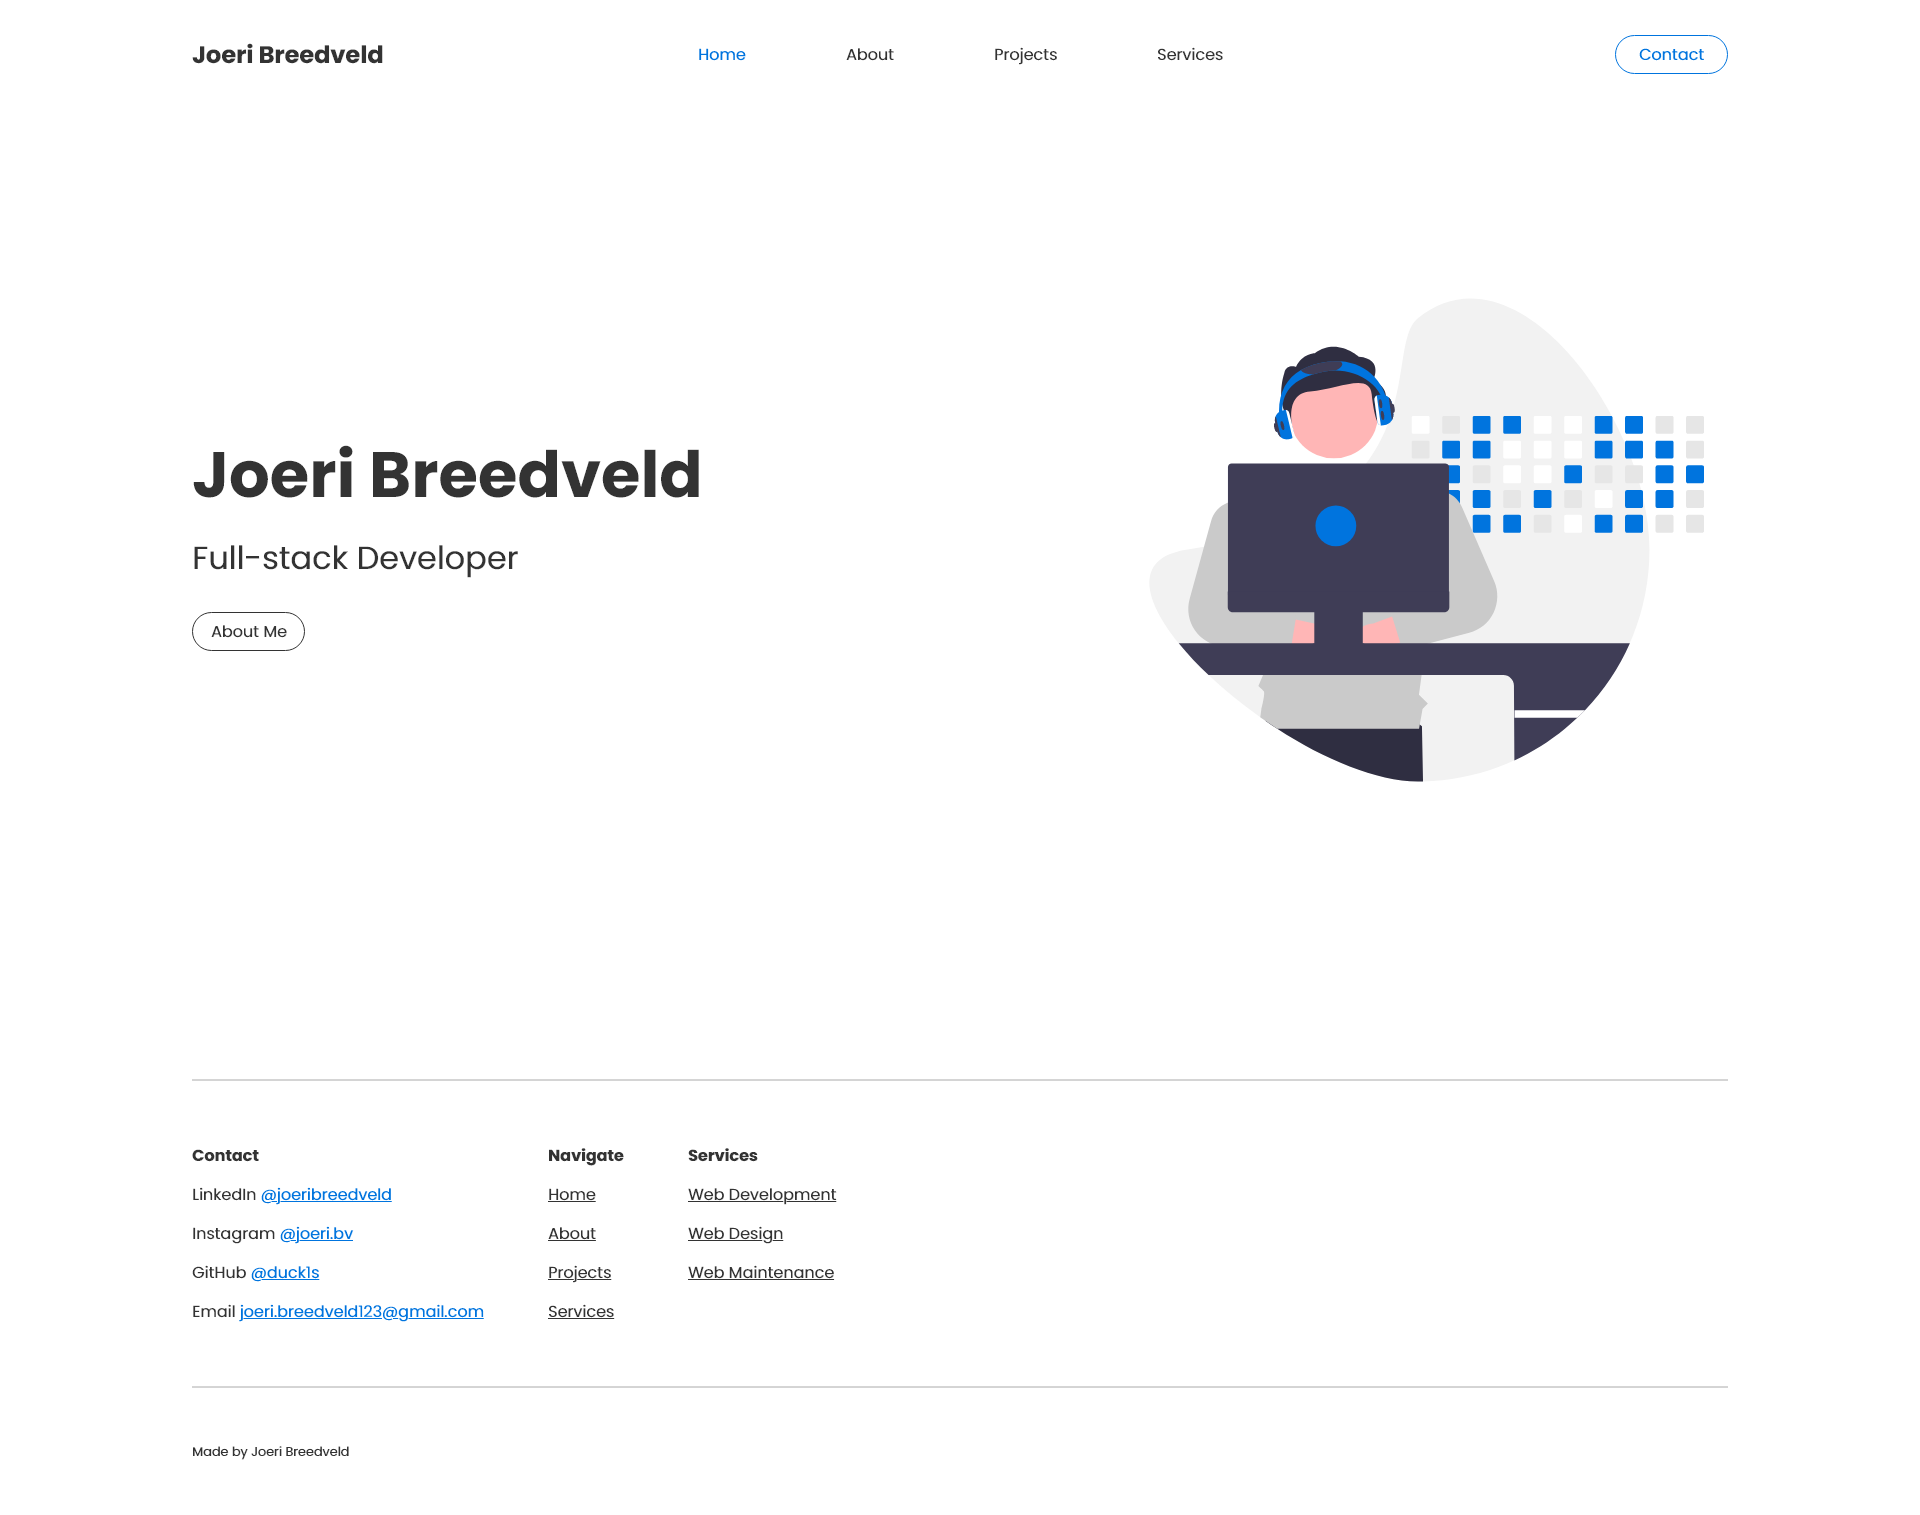 Joeri Breedveld
Home
About
Projects
Services
Contact
Joeri Breedveld
Full-stack Developer
About Me
Contact
LinkedIn @joeribreedveld
Instagram @joeri.bv
GitHub @duck1s
Email joeri.breedveld123@gmail.com
Navigate
Home
About
Projects
Services
Services
Web Development
Web Design
Web Maintenance
Made by Joeri Breedveld